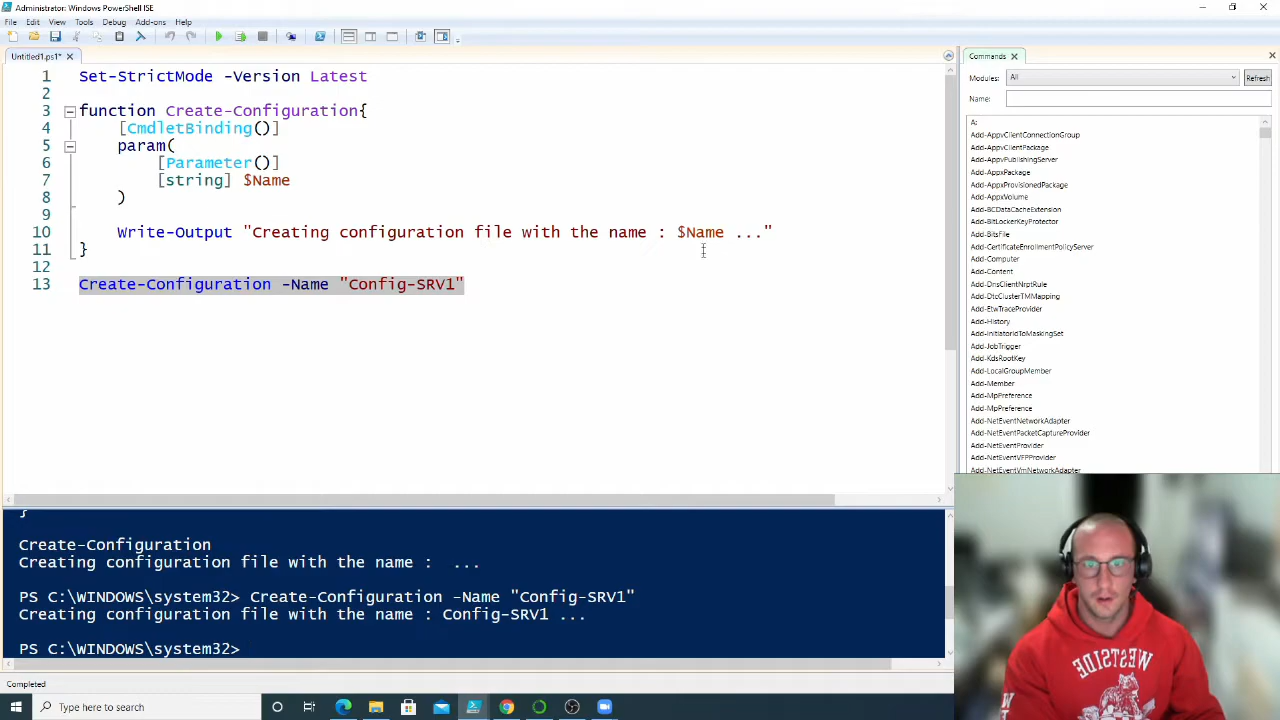 Administrator: Windows PowerShell ISE
File Edit View Tools Debug Add-ons Help
Untitled1.ps1*
1 Set-StrictMode -Version Latest
2
3 function Create-Configuration{
4 [CmdletBinding()]
5 param(
6 [Parameter()]
7 [string] $Name
8 )
9
10 Write-Output "Creating configuration file with the name : $Name ..."
11 }
12
13 Create-Configuration -Name "Config-SRV1"
Commands
Modules: All Refresh
Name:
A:
Add-AppvClientConnectionGroup
Add-AppvClientPackage
Add-AppvPublishingServer
Add-AppxPackage
Add-AppxProvisionedPackage
Add-AppxVolume
Add-BCDataCacheExtension
Add-BitLockerKeyProtector
Add-BitsFile
Add-CertificateEnrollmentPolicyServer
Add-Computer
Add-Content
Add-DnsClientNrptRule
Add-DtcClusterTMMapping
Add-EtwTraceProvider
Add-History
Add-InitiatorIdToMaskingSet
Add-JobTrigger
Add-KdsRootKey
Add-LocalGroupMember
Add-Member
Add-MpPreference
Add-MpPreference
Add-NetEventNetworkAdapter
Add-NetEventPacketCaptureProvider
Add-NetEventProvider
Add-NetEventVFPProvider
Add-NetEventVmNetworkAdapter
}
Create-Configuration
Creating configuration file with the name :  ...
PS C:\WINDOWS\system32> Create-Configuration -Name "Config-SRV1"
Creating configuration file with the name : Config-SRV1 ...
PS C:\WINDOWS\system32>
WESTSIDE
Completed
Type here to search